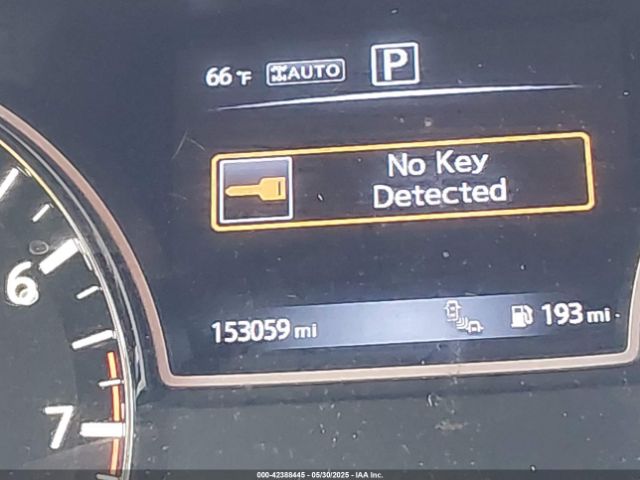 66°F AUTO P
No Key
Detected
153059 mi 193 mi
6
7
000-42388445 - 05/30/2025 - IAA Inc.